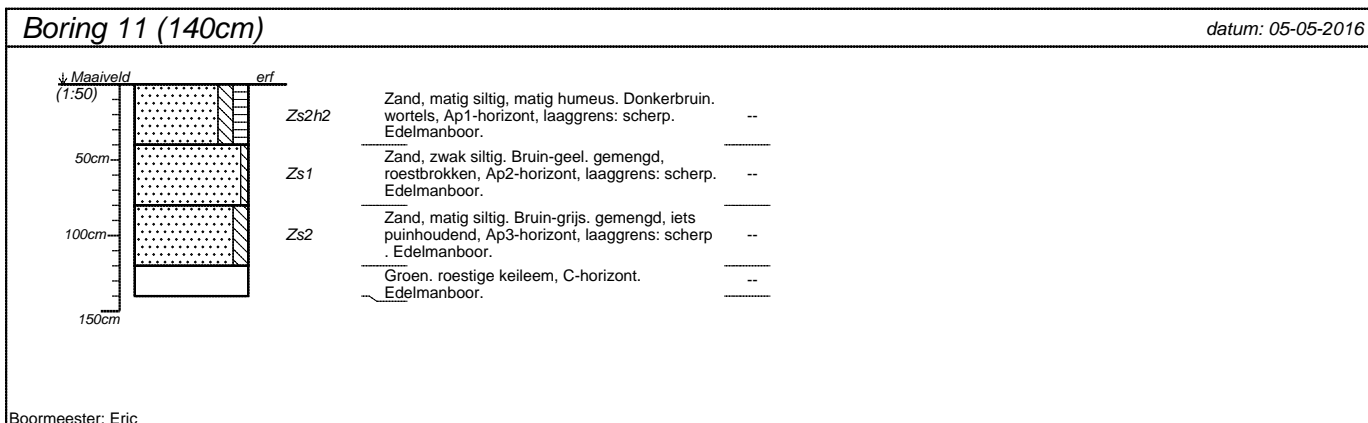 Boring 11 (140cm)
datum: 05-05-2016
Maaiveld
erf
(1:50)
Zs2h2
Zand, matig siltig, matig humeus. Donkerbruin.
wortels, Ap1-horizont, laaggrens: scherp.
Edelmanboor.
--
50cm
Zs1
Zand, zwak siltig. Bruin-geel. gemengd,
roestbrokken, Ap2-horizont, laaggrens: scherp.
Edelmanboor.
--
100cm
Zs2
Zand, matig siltig. Bruin-grijs. gemengd, iets
puinhoudend, Ap3-horizont, laaggrens: scherp
. Edelmanboor.
--
Groen. roestige keileem, C-horizont.
Edelmanboor.
--
150cm
Boormeester: Eric